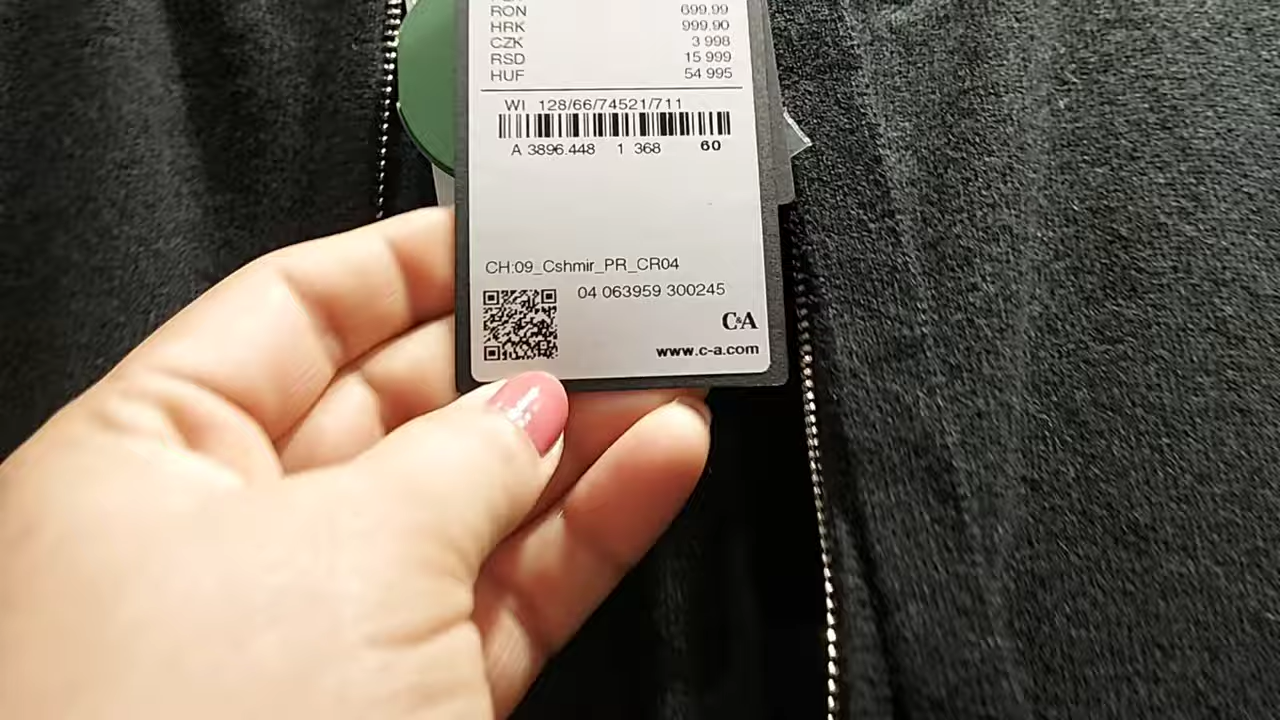 RON 699.99
HRK 999.90
CZK 3 998
RSD 15 999
HUF 54 995
WI 128/66/74521/711
A 3896.448 1 368 60
CH:09_Cshmir_PR_CR04
04 063959 300245
C&A
www.c-a.com